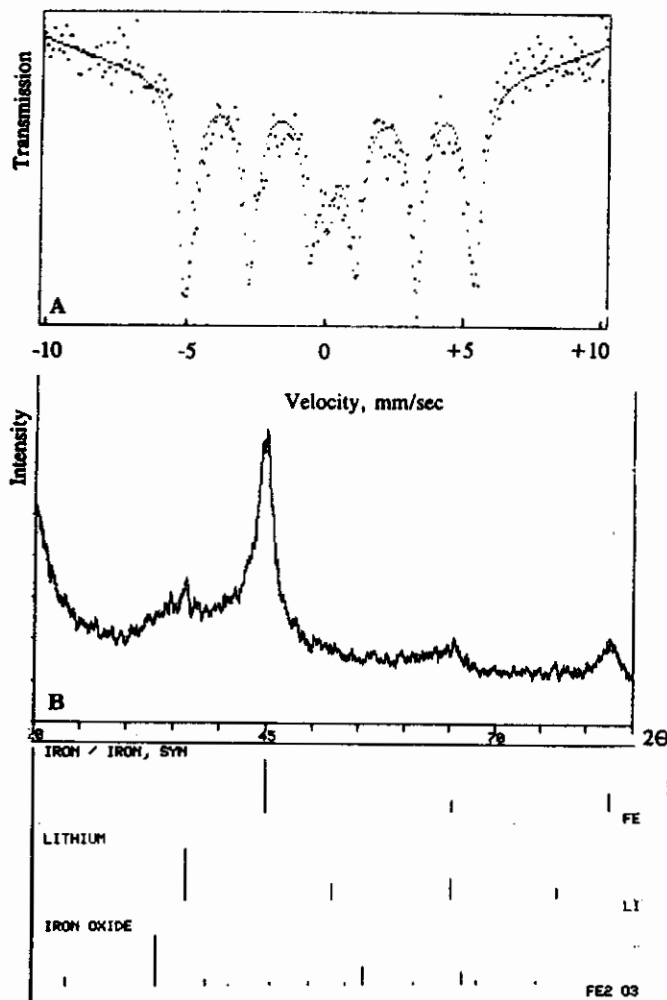 Transmission
A
-10 -5 0 +5 +10
Velocity, mm/sec
Intensity
B
20 45 70 2Θ
IRON / IRON, SYN
FE
LITHIUM
LI
IRON OXIDE
FE2 O3